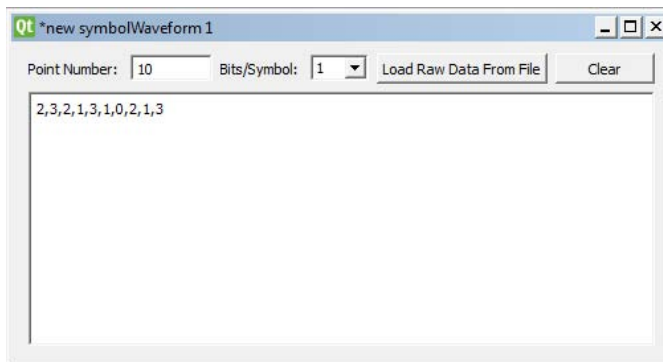 Qt *new symbolWaveform 1
Point Number: 10 Bits/Symbol: 1 Load Raw Data From File Clear
2,3,2,1,3,1,0,2,1,3